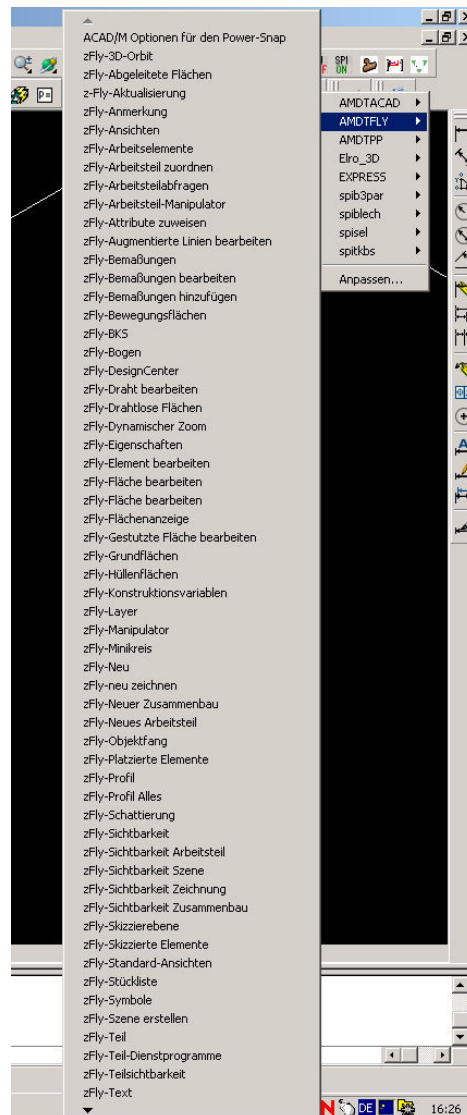 ACAD/M Optionen für den Power-Snap
zFly-3D-Orbit
zFly-Abgeleitete Flächen
z-Fly-Aktualisierung
zFly-Anmerkung
zFly-Ansichten
zFly-Arbeitselemente
zFly-Arbeitsteil zuordnen
zFly-Arbeitsteilabfragen
zFly-Arbeitsteil-Manipulator
zFly-Attribute zuweisen
zFly-Augmentierte Linien bearbeiten
zFly-Bemaßungen
zFly-Bemaßungen bearbeiten
zFly-Bemaßungen hinzufügen
zFly-Bewegungsflächen
zFly-BKS
zFly-Bogen
zFly-DesignCenter
zFly-Draht bearbeiten
zFly-Drahtlose Flächen
zFly-Dynamischer Zoom
zFly-Eigenschaften
zFly-Element bearbeiten
zFly-Fläche bearbeiten
zFly-Fläche bearbeiten
zFly-Flächenanzeige
zFly-Gestutzte Fläche bearbeiten
zFly-Grundflächen
zFly-Hüllenflächen
zFly-Konstruktionsvariablen
zFly-Layer
zFly-Manipulator
zFly-Minikreis
zFly-Neu
zFly-neu zeichnen
zFly-Neuer Zusammenbau
zFly-Neues Arbeitsteil
zFly-Objektfang
zFly-Platzierte Elemente
zFly-Profil
zFly-Profil Alles
zFly-Schattierung
zFly-Sichtbarkeit
zFly-Sichtbarkeit Arbeitsteil
zFly-Sichtbarkeit Szene
zFly-Sichtbarkeit Zeichnung
zFly-Sichtbarkeit Zusammenbau
zFly-Skizzierebene
zFly-Skizzierte Elemente
zFly-Standard-Ansichten
zFly-Stückliste
zFly-Symbole
zFly-Szene erstellen
zFly-Teil
zFly-Teil-Dienstprogramme
zFly-Teilsichtbarkeit
zFly-Text
SPI
ON
AMDTACAD
AMDTFLY
AMDTPP
Elro_3D
EXPRESS
spib3par
spiblech
spisel
spitkbs
Anpassen...
DE
16:26